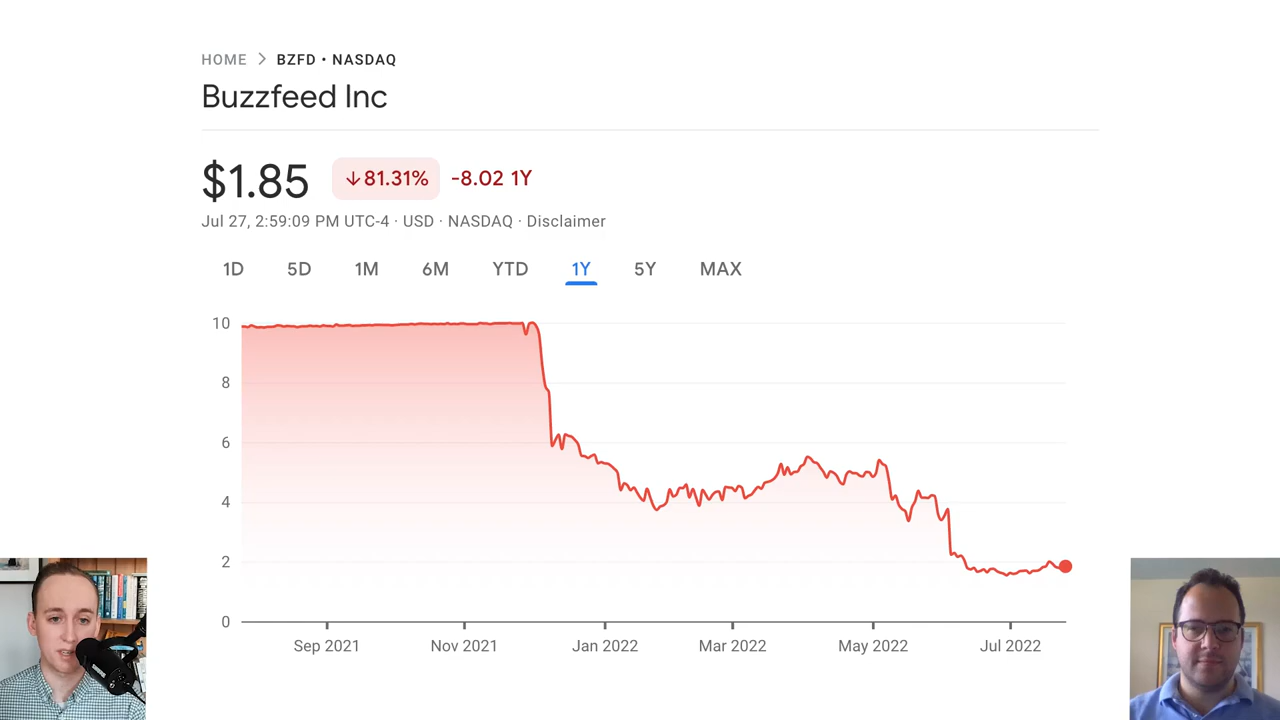 HOME > BZFD • NASDAQ
Buzzfeed Inc
$1.85 ↓81.31% -8.02 1Y
Jul 27, 2:59:09 PM UTC-4 · USD · NASDAQ · Disclaimer
1D 5D 1M 6M YTD 1Y 5Y MAX
10
8
6
4
2
0
Sep 2021 Nov 2021 Jan 2022 Mar 2022 May 2022 Jul 2022